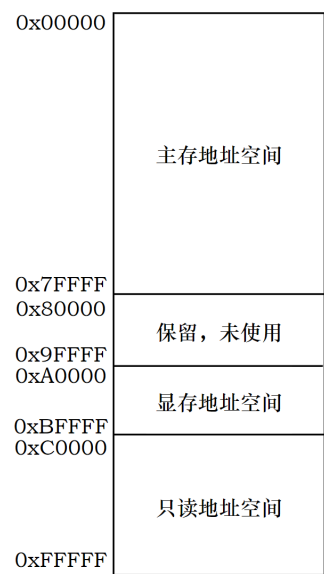 0x00000
主存地址空间
0x7FFFF
0x80000
保留，未使用
0x9FFFF
0xA0000
显存地址空间
0xBFFFF
0xC0000
只读地址空间
0xFFFFF